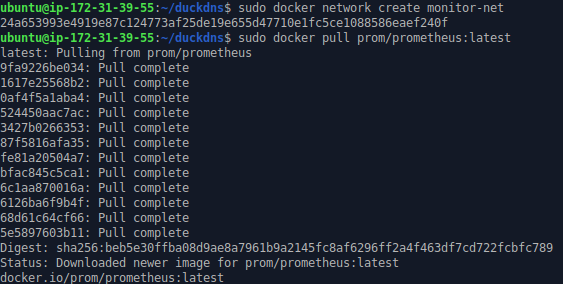 ubuntu@ip-172-31-39-55:~/duckdns$ sudo docker network create monitor-net
24a653993e4919e87c124773af25de19e655d47710e1fc5ce1088586eaef240f
ubuntu@ip-172-31-39-55:~/duckdns$ sudo docker pull prom/prometheus:latest
latest: Pulling from prom/prometheus
9fa9226be034: Pull complete
1617e25568b2: Pull complete
0af4f5a1aba4: Pull complete
524450aac7ac: Pull complete
3427b0266353: Pull complete
87f5816afa35: Pull complete
fe81a20504a7: Pull complete
bfac845c5ca1: Pull complete
6c1aa870016a: Pull complete
6126ba6f9b4f: Pull complete
68d61c64cf66: Pull complete
5e5897603b11: Pull complete
Digest: sha256:beb5e30ffba08d9ae8a7961b9a2145fc8af6296ff2a4f463df7cd722fcbfc789
Status: Downloaded newer image for prom/prometheus:latest
docker.io/prom/prometheus:latest